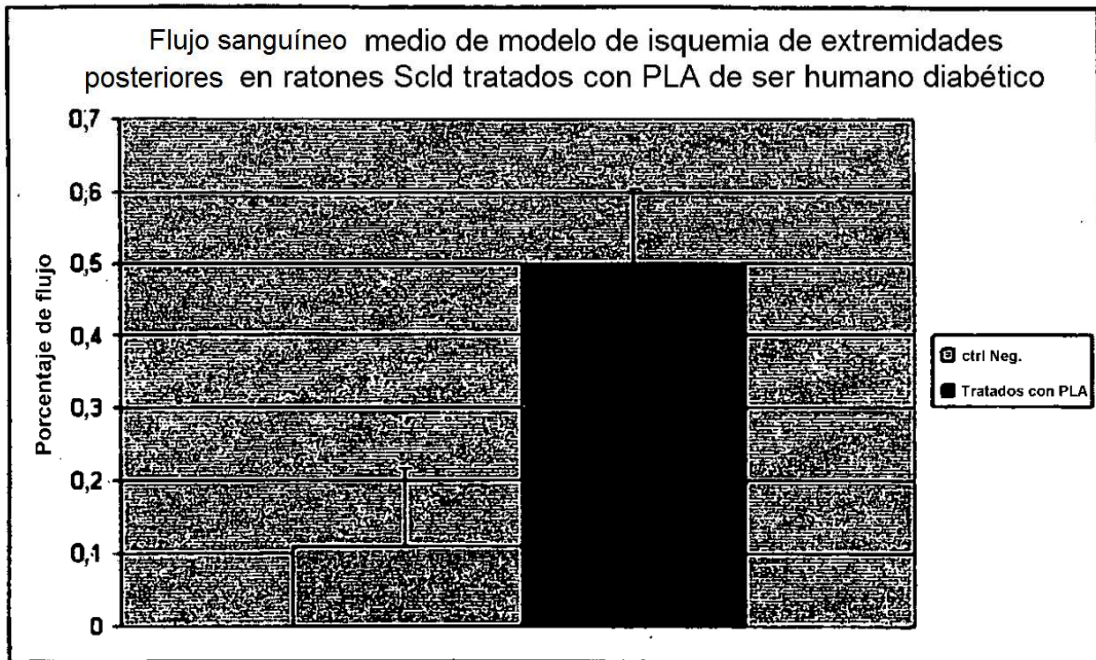 Flujo sanguíneo medio de modelo de isquemia de extremidades
posteriores en ratones Scld tratados con PLA de ser humano diabético
0,7
0,6
0,5
0,4
0,3
0,2
0,1
0
Porcentaje de flujo
ctrl Neg.
Tratados con PLA